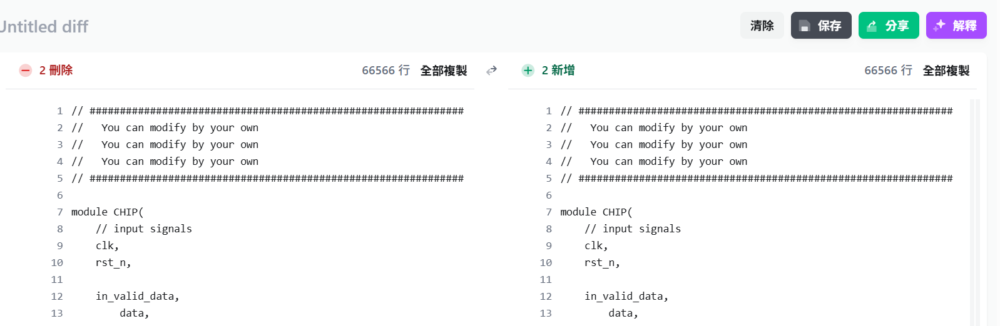 Untitled diff
清除 保存 分享 解釋
2 刪除 66566 行 全部複製
2 新增 66566 行 全部複製
1 // ##############################################################
2 //   You can modify by your own
3 //   You can modify by your own
4 //   You can modify by your own
5 // ##############################################################
6
7 module CHIP(
8     // input signals
9     clk,
10     rst_n,
11
12     in_valid_data,
13         data,
1 // ##############################################################
2 //   You can modify by your own
3 //   You can modify by your own
4 //   You can modify by your own
5 // ##############################################################
6
7 module CHIP(
8     // input signals
9     clk,
10     rst_n,
11
12     in_valid_data,
13         data,